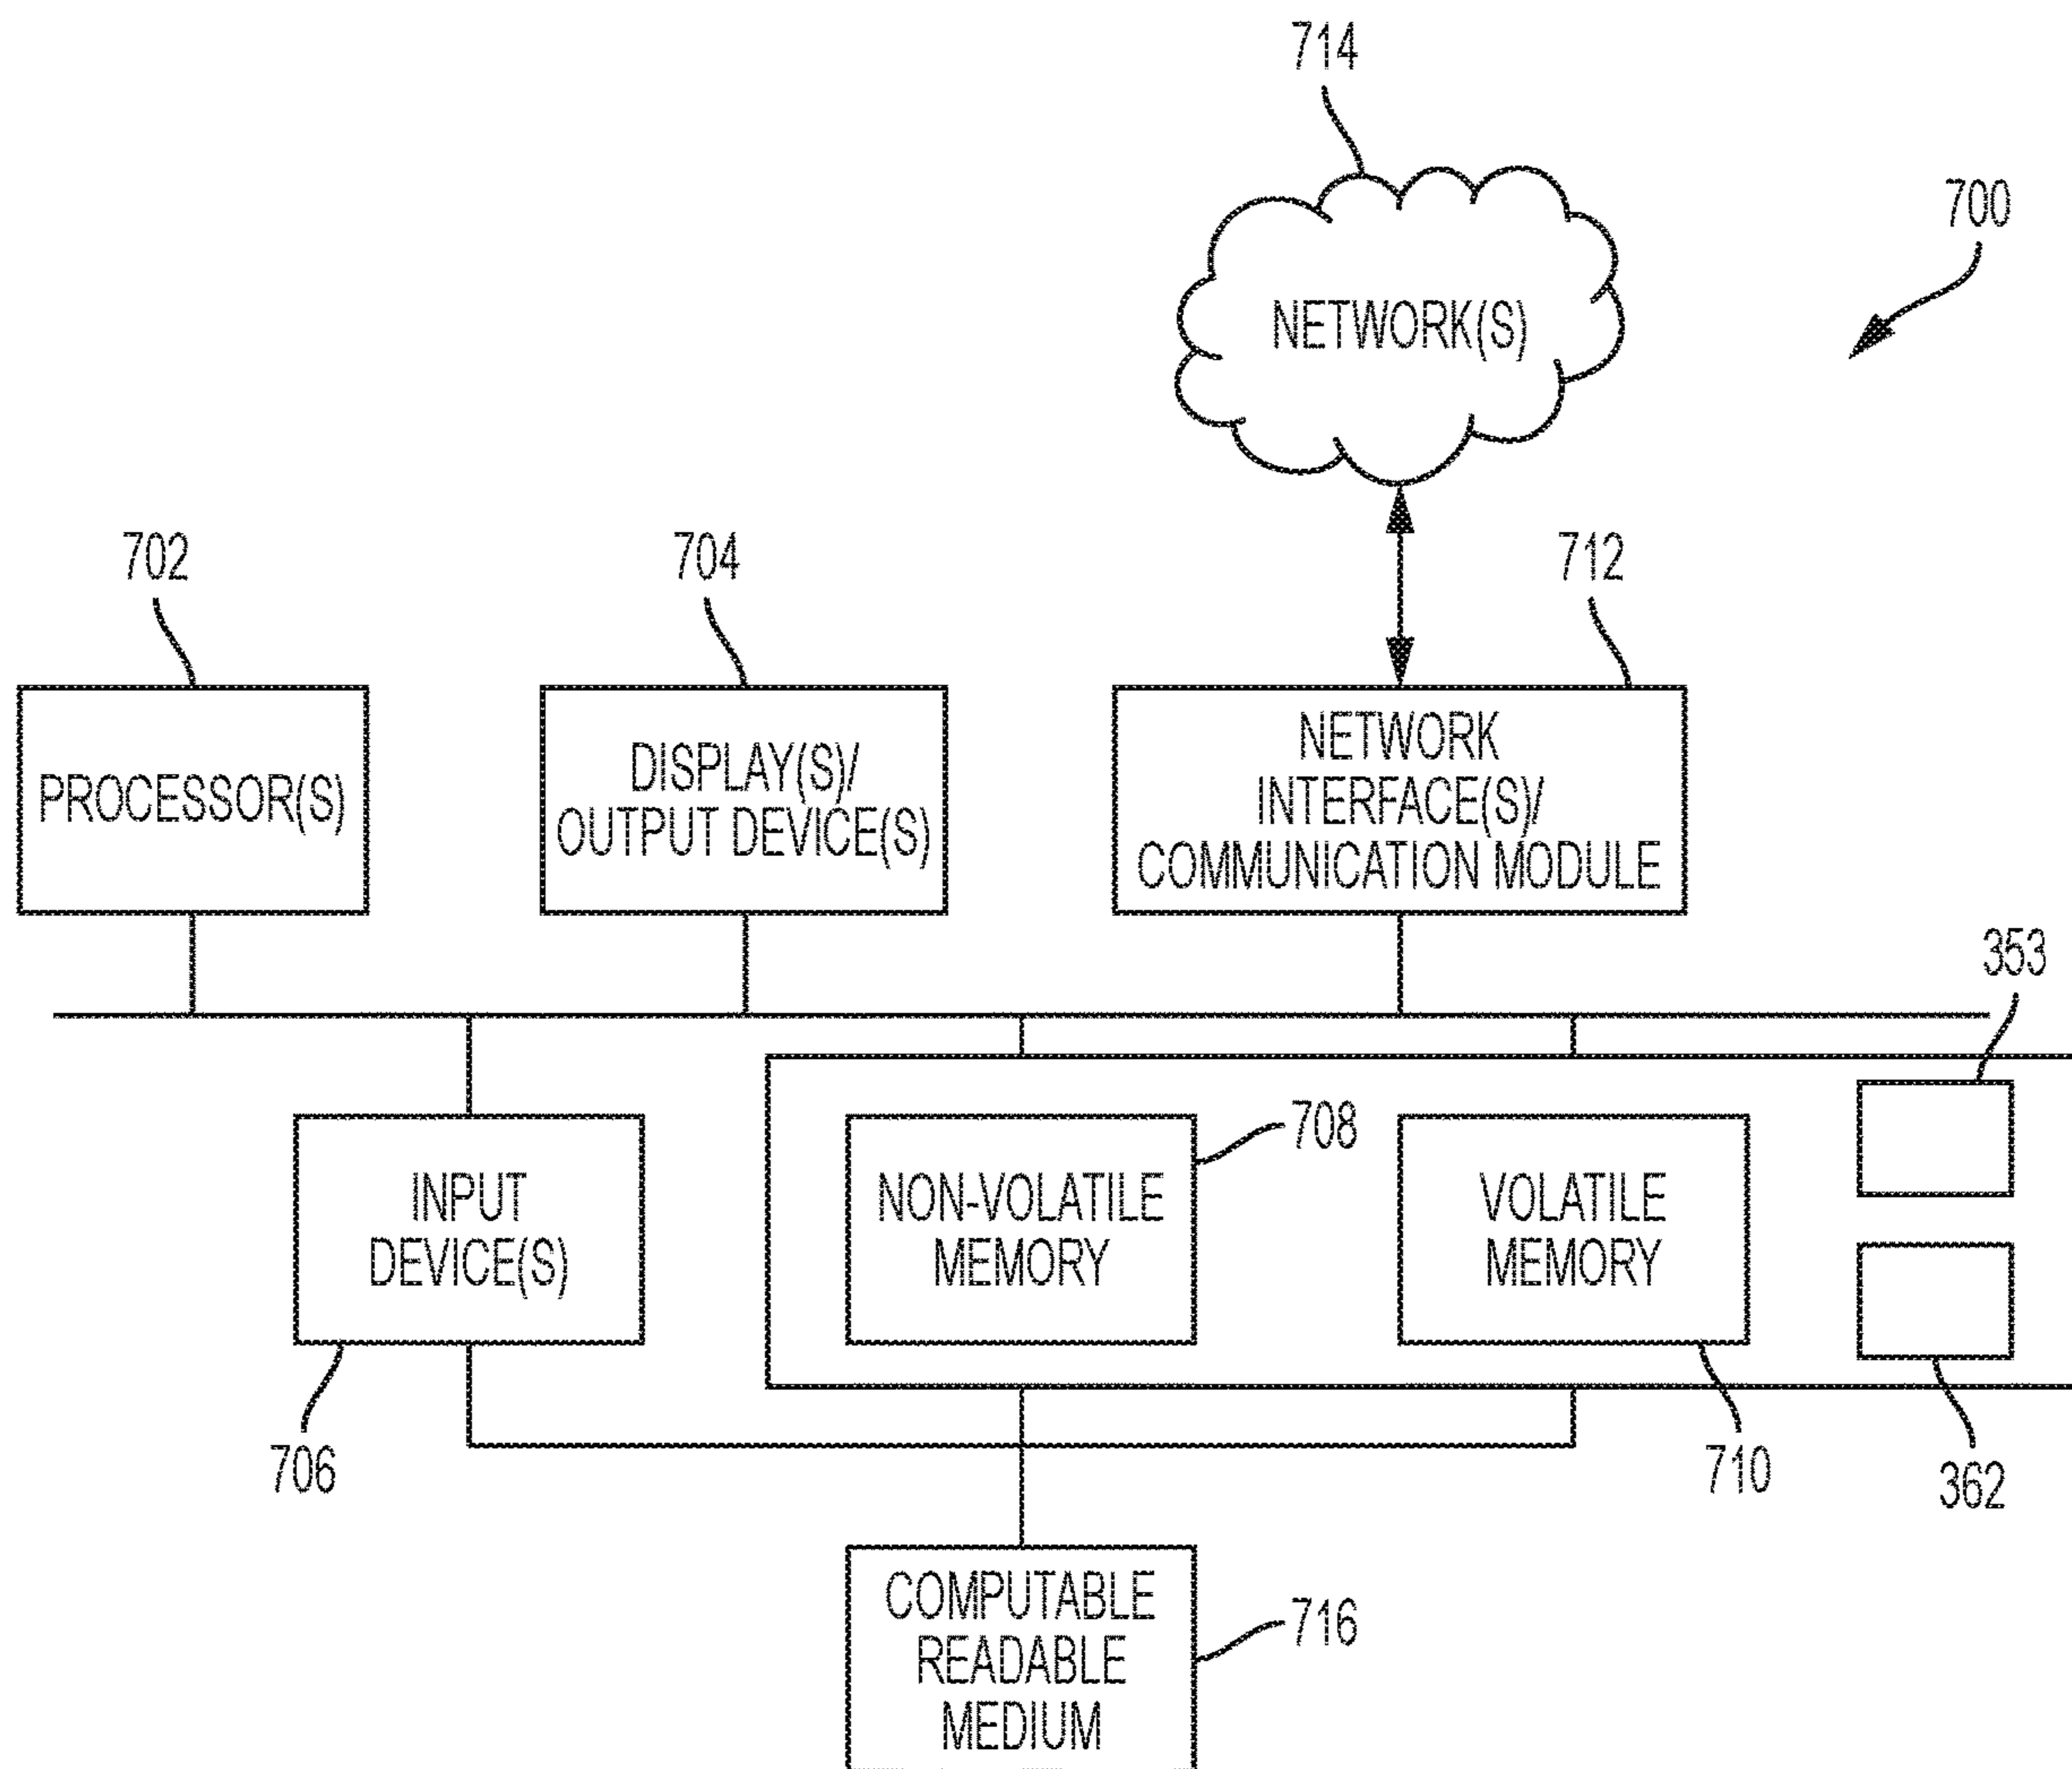 714
700
NETWORK(S)
702
704
712
PROCESSOR(S)
DISPLAY(S)/
OUTPUT DEVICE(S)
NETWORK
INTERFACE(S)/
COMMUNICATION MODULE
353
708
INPUT
DEVICE(S)
NON-VOLATILE
MEMORY
VOLATILE
MEMORY
706
710
362
COMPUTABLE
READABLE
MEDIUM
716